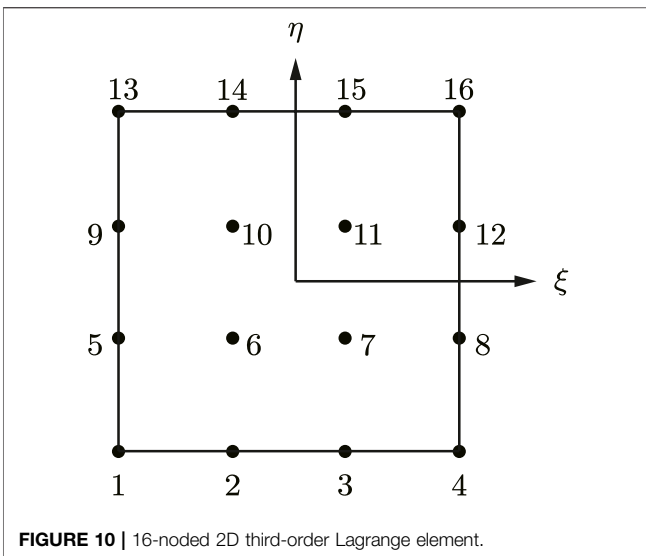 η
13 14 15 16
9 10 11 12
ξ
5 6 7 8
1 2 3 4
FIGURE 10 | 16-noded 2D third-order Lagrange element.